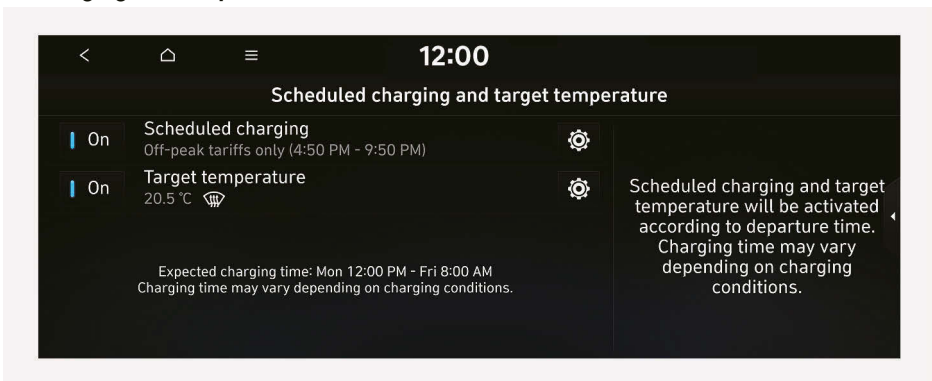 12:00
Scheduled charging and target temperature
On
Scheduled charging
Off-peak tariffs only (4:50 PM - 9:50 PM)
On
Target temperature
20.5 °C
Expected charging time: Mon 12:00 PM - Fri 8:00 AM
Charging time may vary depending on charging conditions.
Scheduled charging and target
temperature will be activated
according to departure time.
Charging time may vary
depending on charging
conditions.